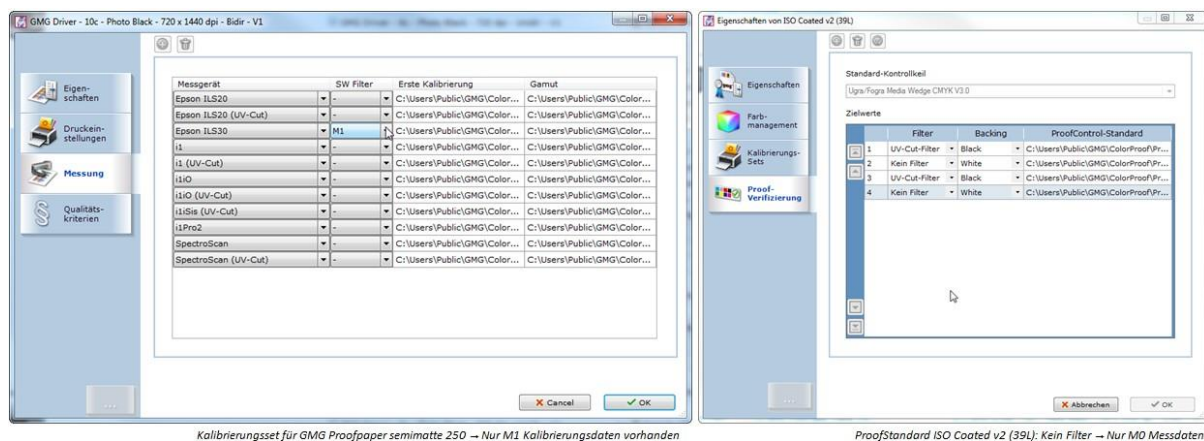 GMG Driver - 10c - Photo Black - 720 x 1440 dpi - Bidir - V1
Eigen-
schaften
Druckein-
stellungen
Messung
Qualitäts-
kriterien
...
Messgerät SW Filter Erste Kalibrierung Gamut
Epson ILS20 - C:\Users\Public\GMG\Color... C:\Users\Public\GMG\Color...
Epson ILS20 (UV-Cut) - C:\Users\Public\GMG\Color... C:\Users\Public\GMG\Color...
Epson ILS30 M1 C:\Users\Public\GMG\Color... C:\Users\Public\GMG\Color...
i1 - C:\Users\Public\GMG\Color... C:\Users\Public\GMG\Color...
i1 (UV-Cut) - C:\Users\Public\GMG\Color... C:\Users\Public\GMG\Color...
i1iO - C:\Users\Public\GMG\Color... C:\Users\Public\GMG\Color...
i1iO (UV-Cut) - C:\Users\Public\GMG\Color... C:\Users\Public\GMG\Color...
i1iSis (UV-Cut) - C:\Users\Public\GMG\Color... C:\Users\Public\GMG\Color...
i1Pro2 - C:\Users\Public\GMG\Color... C:\Users\Public\GMG\Color...
SpectroScan - C:\Users\Public\GMG\Color... C:\Users\Public\GMG\Color...
SpectroScan (UV-Cut) - C:\Users\Public\GMG\Color... C:\Users\Public\GMG\Color...
Cancel OK
Kalibrierungsset für GMG Proofpaper semimatte 250 → Nur M1 Kalibrierungsdaten vorhanden
Eigenschaften von ISO Coated v2 (39L)
Eigenschaften
Farb-
management
Kalibrierungs-
Sets
Proof-
Verifizierung
...
Standard-Kontrollkeil
Ugra/Fogra Media Wedge CMYK V3.0
Zielwerte
Filter Backing ProofControl-Standard
1 UV-Cut-Filter Black C:\Users\Public\GMG\ColorProof\Pr...
2 Kein Filter White C:\Users\Public\GMG\ColorProof\Pr...
3 UV-Cut-Filter Black C:\Users\Public\GMG\ColorProof\Pr...
4 Kein Filter White C:\Users\Public\GMG\ColorProof\Pr...
Abbrechen OK
ProofStandard ISO Coated v2 (39L): Kein Filter → Nur M0 Messdaten